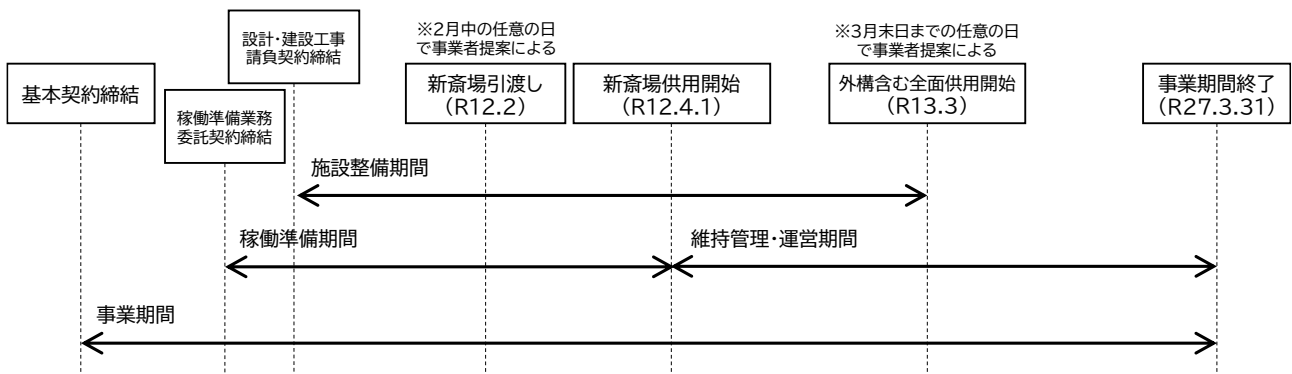 基本契約締結
稼働準備業務
委託契約締結
設計・建設工事
請負契約締結
※2月中の任意の日
で事業者提案による
新斎場引渡し
(R12.2)
新斎場供用開始
(R12.4.1)
※3月末日までの任意の日
で事業者提案による
外構含む全面供用開始
(R13.3)
事業期間終了
(R27.3.31)
施設整備期間
稼働準備期間
維持管理・運営期間
事業期間